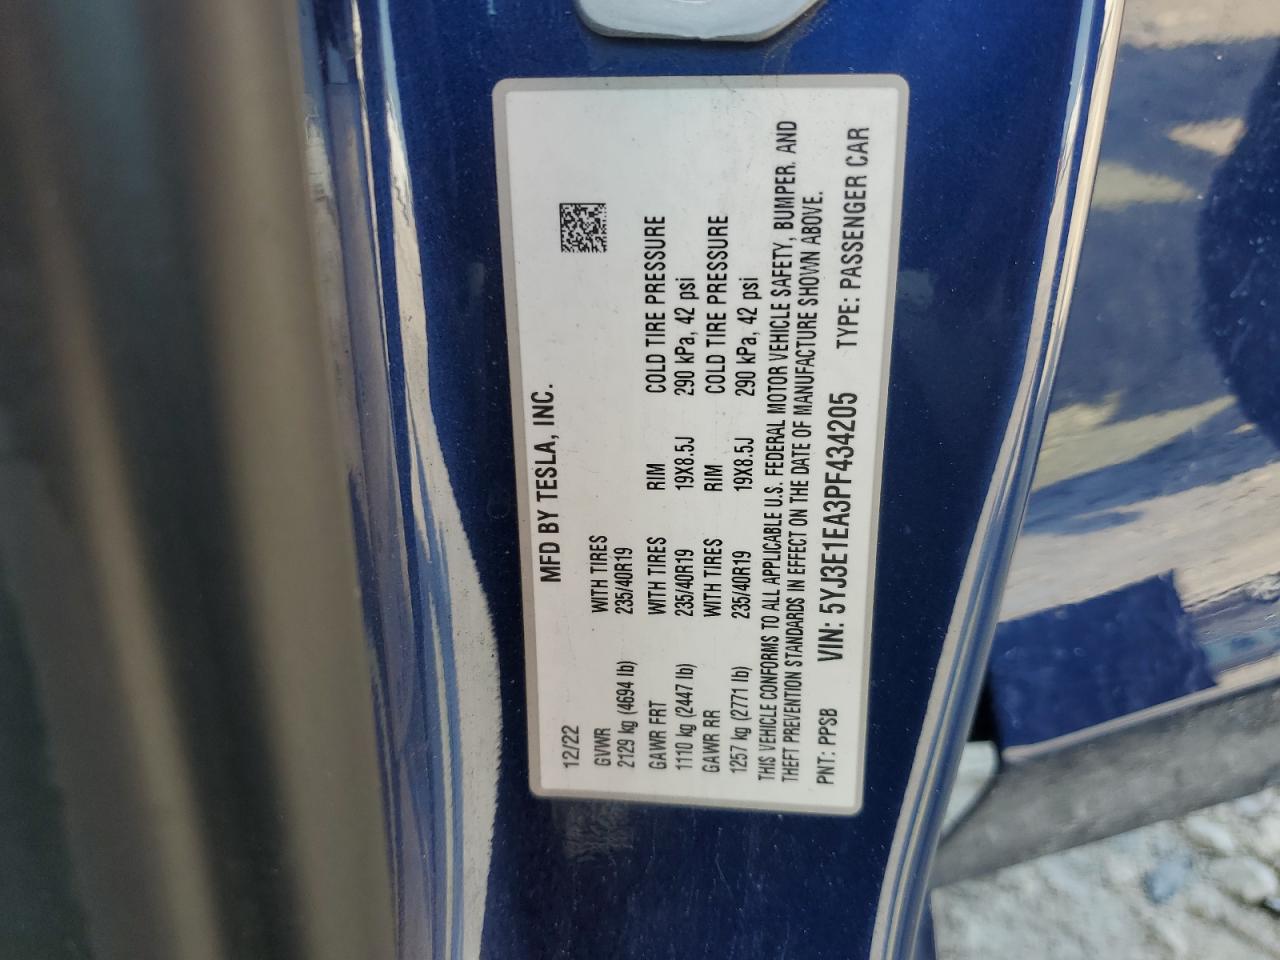 MFD BY TESLA, INC.
12/22
GVWR WITH TIRES
2129 kg (4694 lb) 235/40R19
GAWR FRT WITH TIRES RIM COLD TIRE PRESSURE
1110 kg (2447 lb) 235/40R19 19X8.5J 290 kPa, 42 psi
GAWR RR WITH TIRES RIM COLD TIRE PRESSURE
1257 kg (2771 lb) 235/40R19 19X8.5J 290 kPa, 42 psi
THIS VEHICLE CONFORMS TO ALL APPLICABLE U.S. FEDERAL MOTOR VEHICLE SAFETY, BUMPER. AND
THEFT PREVENTION STANDARDS IN EFFECT ON THE DATE OF MANUFACTURE SHOWN ABOVE.
PNT: PPSB VIN: 5YJ3E1EA3PF434205 TYPE: PASSENGER CAR